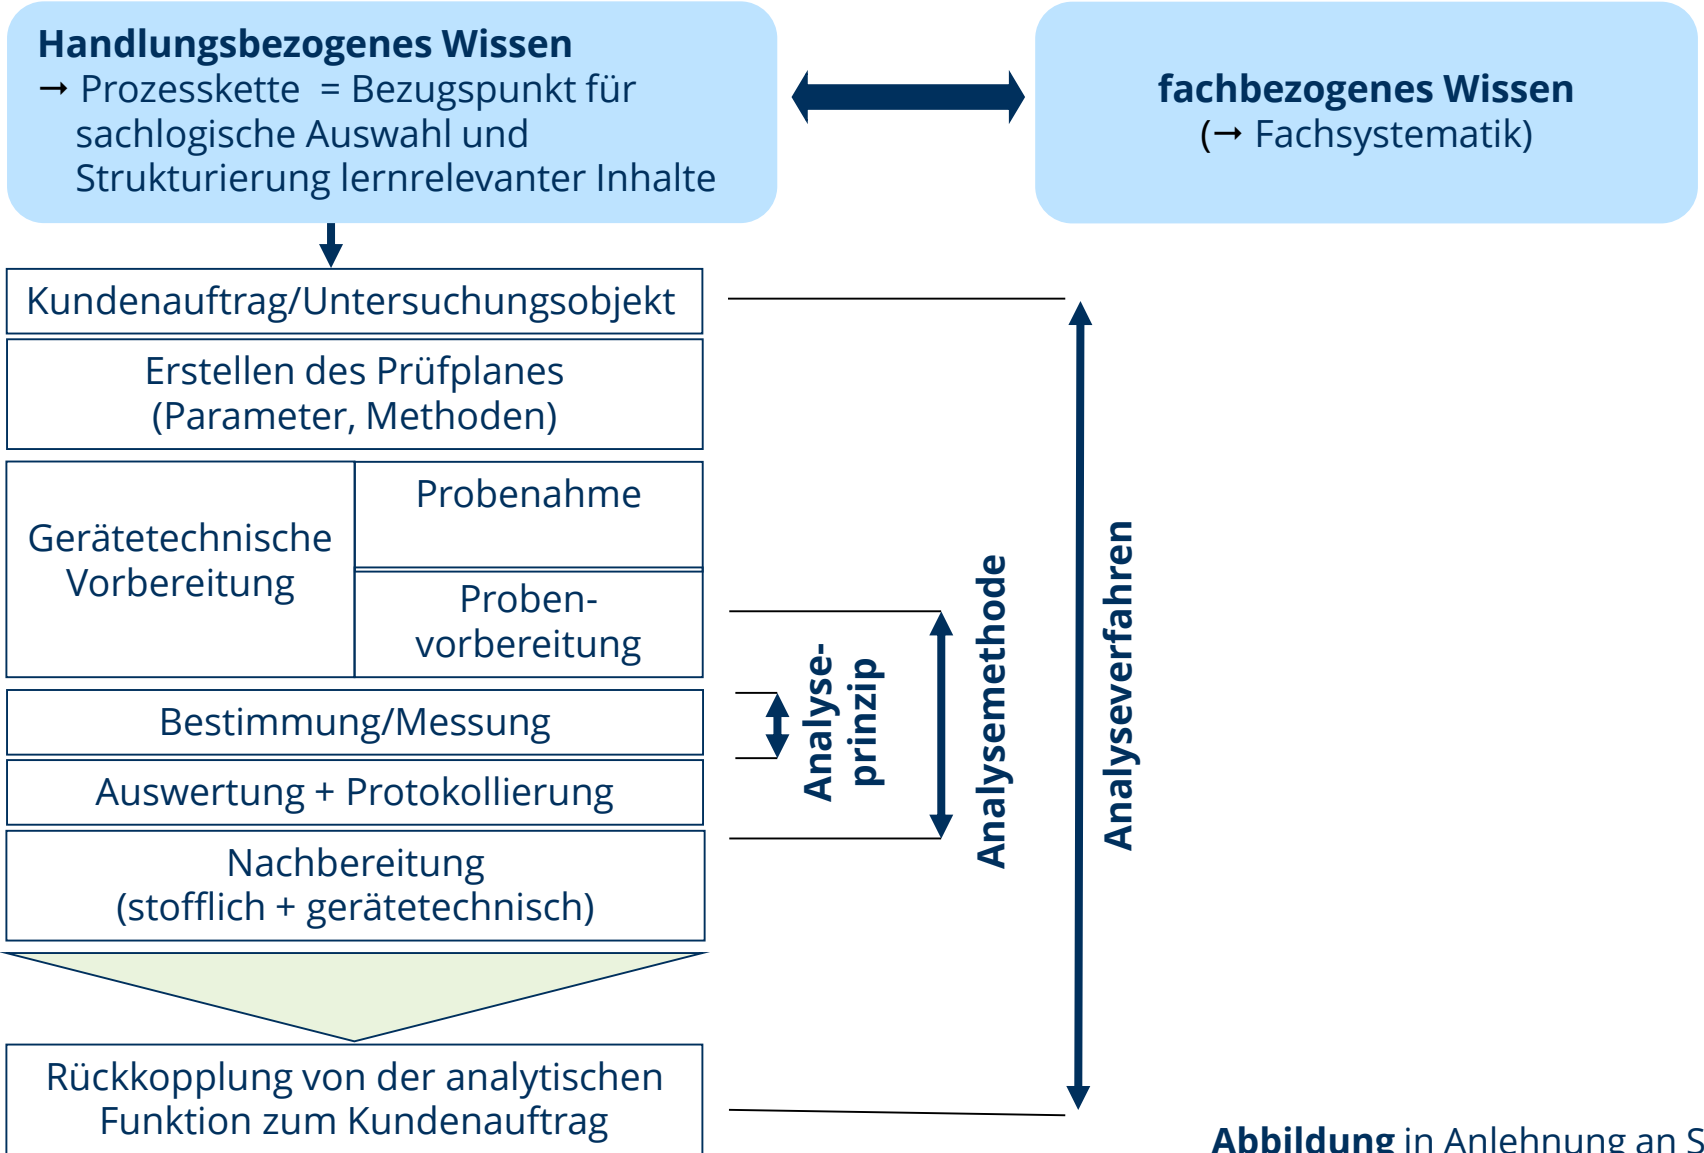 Handlungsbezogenes Wissen
→ Prozesskette = Bezugspunkt für
sachlogische Auswahl und
Strukturierung lernrelevanter Inhalte
fachbezogenes Wissen
(→ Fachsystematik)
Kundenauftrag/Untersuchungsobjekt
Erstellen des Prüfplanes
(Parameter, Methoden)
Gerätetechnische
Vorbereitung
Probenahme
Proben-
vorbereitung
Bestimmung/Messung
Auswertung + Protokollierung
Nachbereitung
(stofflich + gerätetechnisch)
Rückkopplung von der analytischen
Funktion zum Kundenauftrag
Analyse-
prinzip
Analysemethode
Analyseverfahren
Abbildung in Anlehnung an S